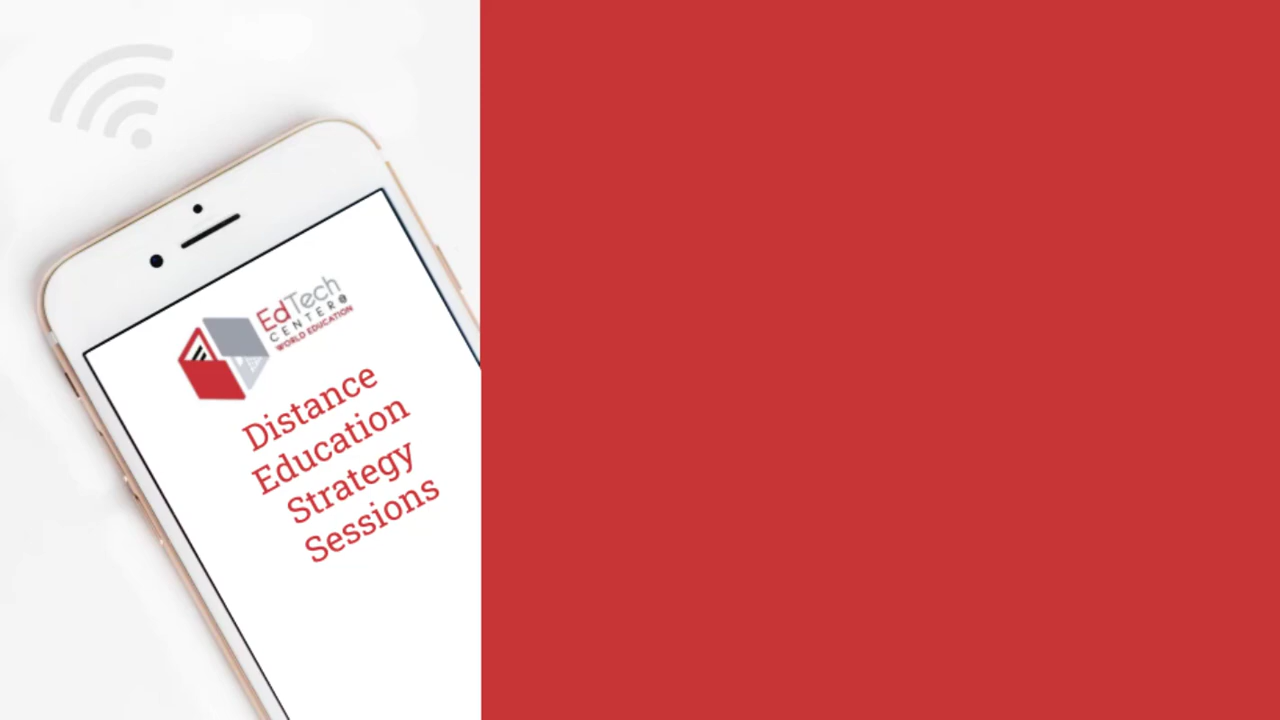 EdTech
CENTER@
WORLD EDUCATION
Distance
Education
Strategy
Sessions